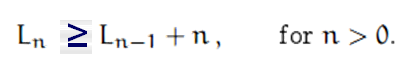 Lₙ ≥ Lₙ₋₁ + n, for n > 0.